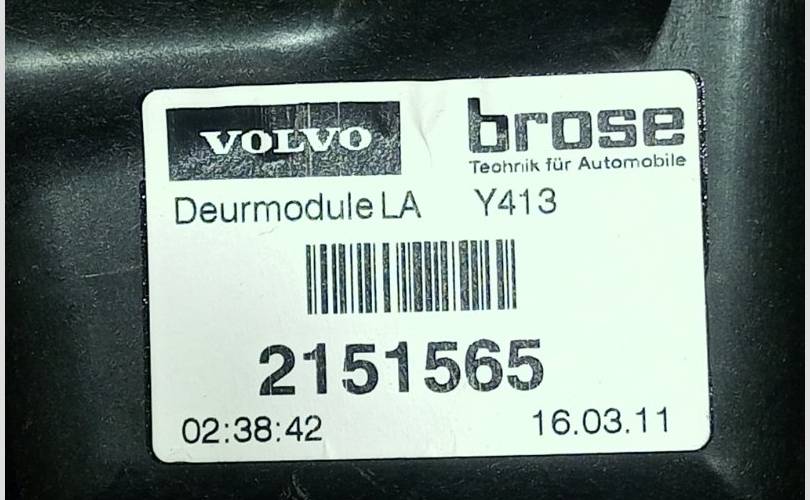 VOLVO brose
Technik für Automobile
Deurmodule LA Y413
2151565
02:38:42 16.03.11